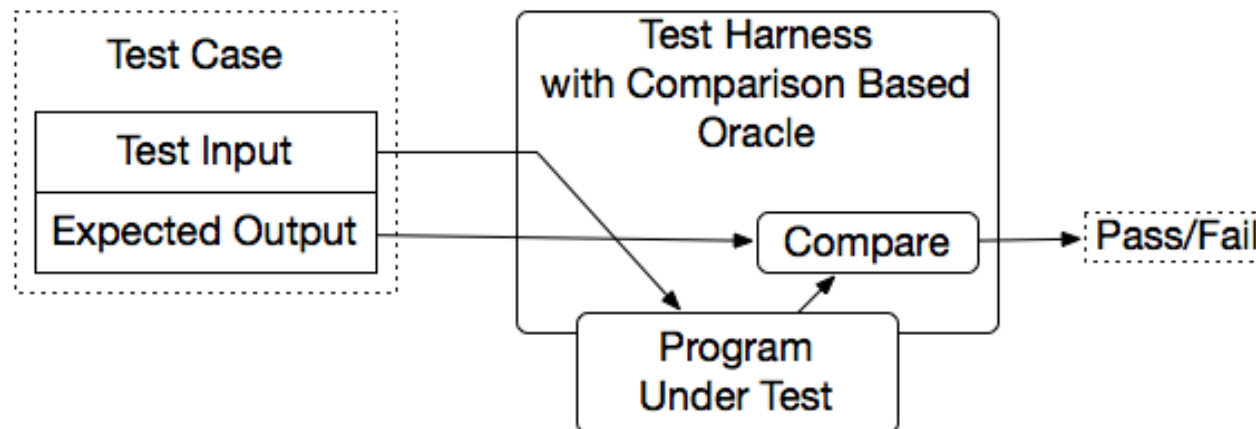 Test Case
Test Input
Expected Output
Test Harness
with Comparison Based
Oracle
Compare
Pass/Fail
Program
Under Test